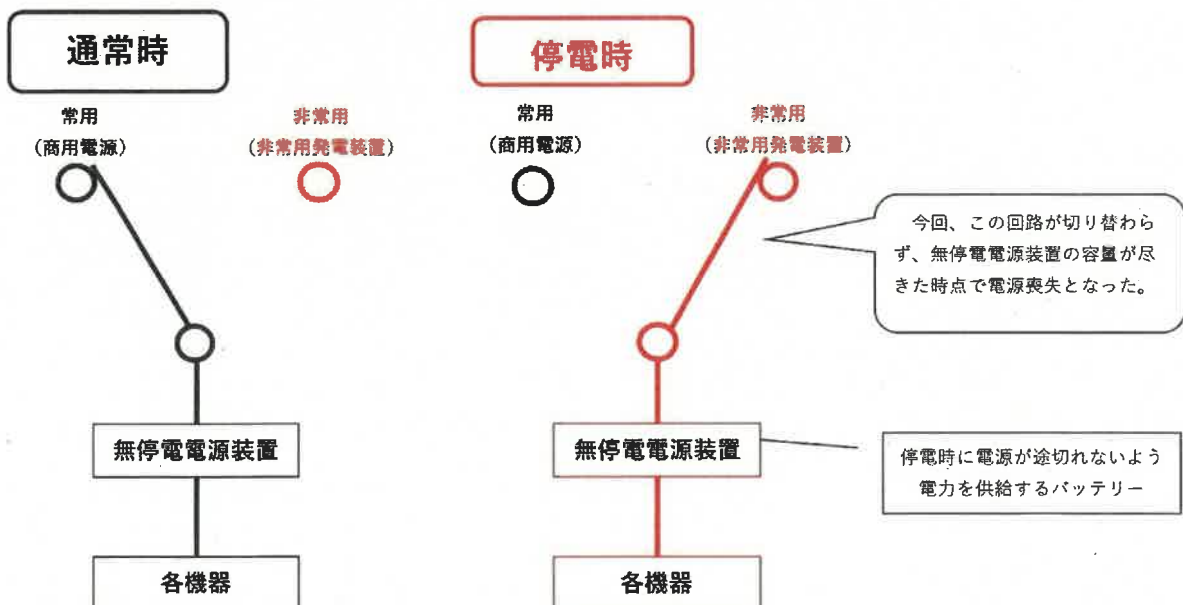 通常時
常用
(商用電源)
非常用
(非常用発電装置)
無停電電源装置
各機器
停電時
常用
(商用電源)
非常用
(非常用発電装置)
今回、この回路が切り替わら
ず、無停電電源装置の容量が尽
きた時点で電源喪失となった。
無停電電源装置
停電時に電源が途切れないよう
電力を供給するバッテリー
各機器